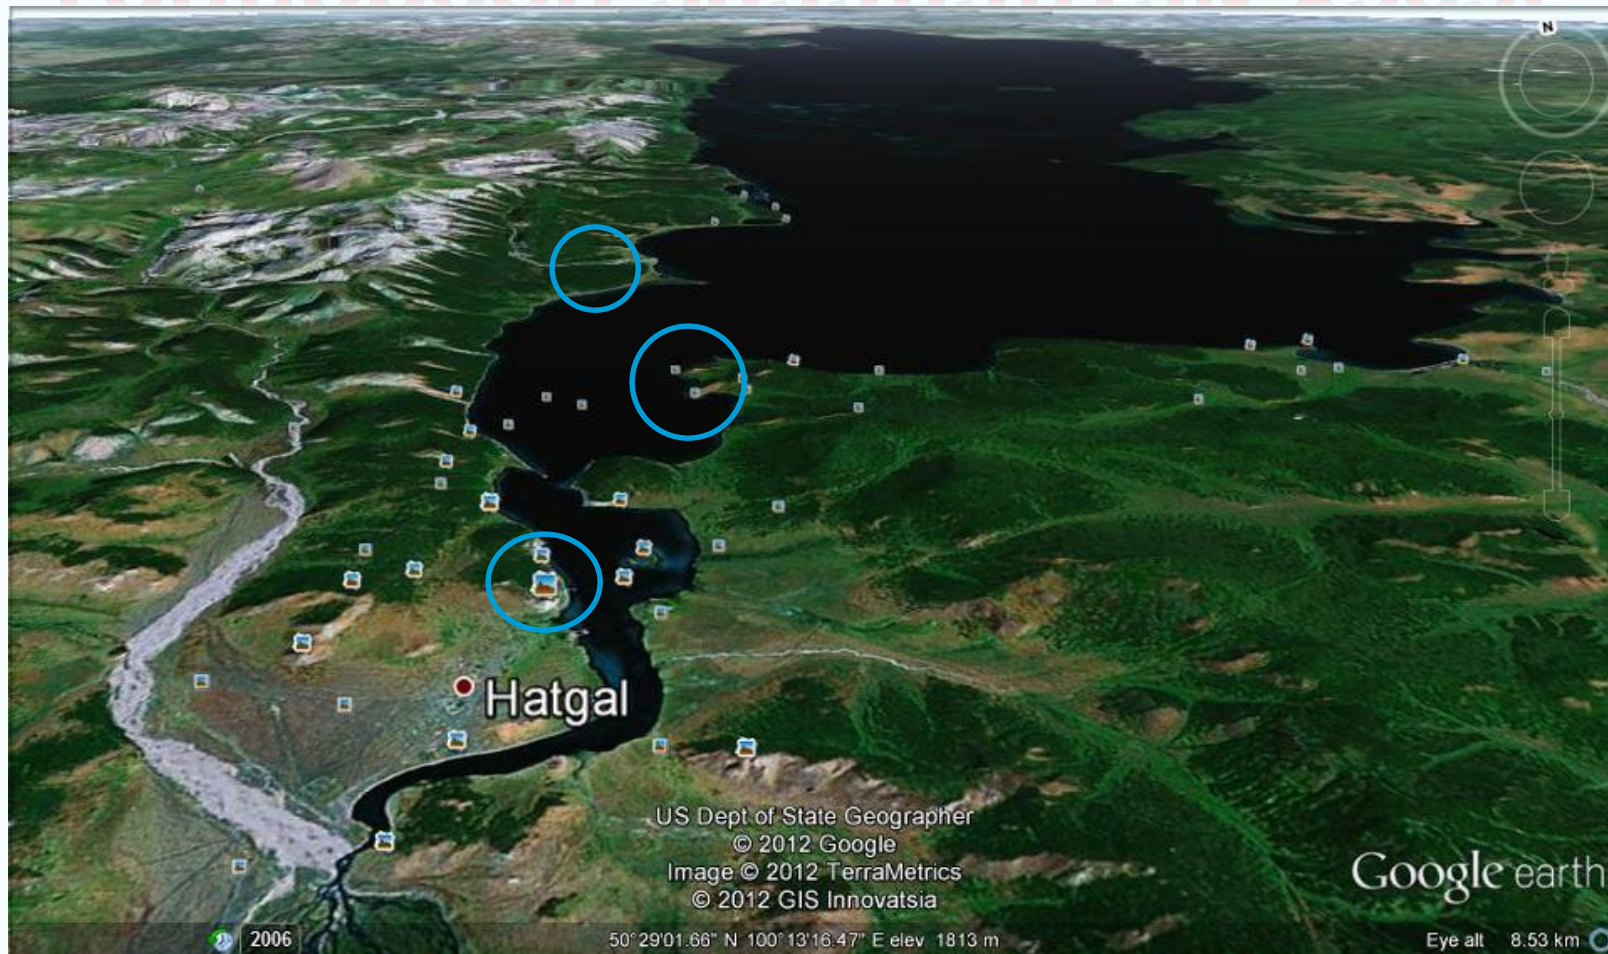 N
Hatgal
US Dept of State Geographer
© 2012 Google
Image © 2012 TerraMetrics
© 2012 GIS Innovatsia
Google earth
2006
50°29'01.66" N 100°13'16.47" E elev 1813 m
Eye alt 8.53 km